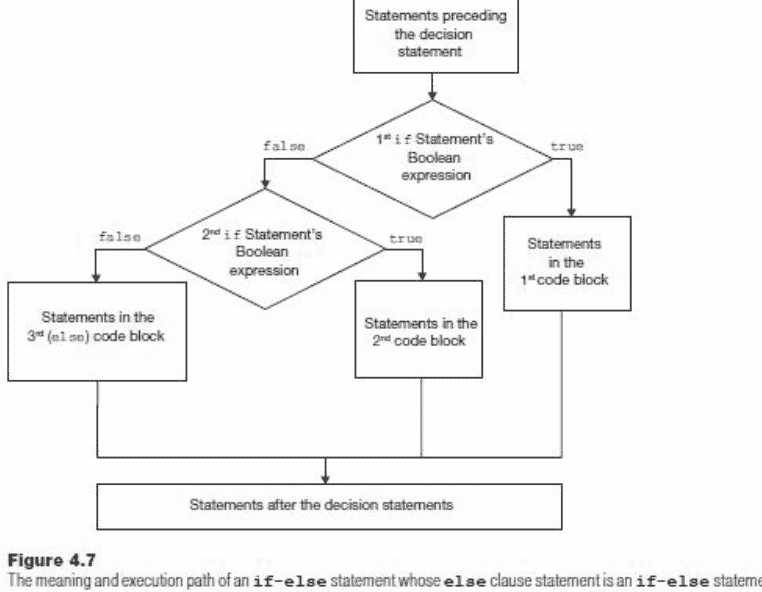 Statements preceding
the decision
statement
1st if Statement's
Boolean
expression
false
true
2nd if Statement's
Boolean
expression
false
true
Statements
in the
1st code block
Statements in the
3rd (else) code block
Statements in the
2nd code block
Statements after the decision statements
Figure 4.7
The meaning and execution path of an if-else statement whose else clause statement is an if-else